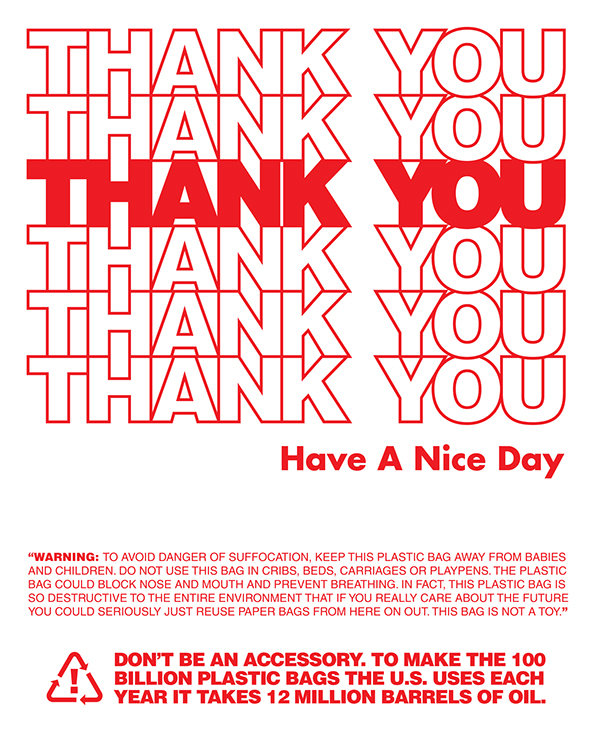 THANK YOU
THANK YOU
THANK YOU
THANK YOU
THANK YOU
THANK YOU
Have A Nice Day
“WARNING: TO AVOID DANGER OF SUFFOCATION, KEEP THIS PLASTIC BAG AWAY FROM BABIES
AND CHILDREN. DO NOT USE THIS BAG IN CRIBS, BEDS, CARRIAGES OR PLAYPENS. THE PLASTIC
BAG COULD BLOCK NOSE AND MOUTH AND PREVENT BREATHING. IN FACT, THIS PLASTIC BAG IS
SO DESTRUCTIVE TO THE ENTIRE ENVIRONMENT THAT IF YOU REALLY CARE ABOUT THE FUTURE
YOU COULD SERIOUSLY JUST REUSE PAPER BAGS FROM HERE ON OUT. THIS BAG IS NOT A TOY.”
!
DON’T BE AN ACCESSORY. TO MAKE THE 100
BILLION PLASTIC BAGS THE U.S. USES EACH
YEAR IT TAKES 12 MILLION BARRELS OF OIL.